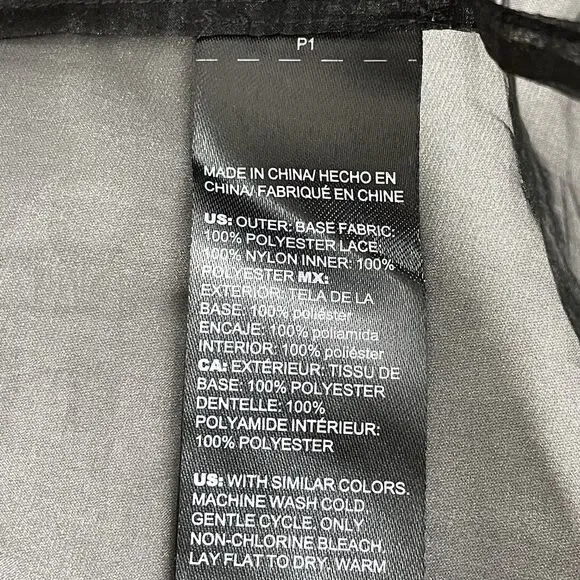 P1
MADE IN CHINA/ HECHO EN
CHINA/ FABRIQUÉ EN CHINE
US: OUTER: BASE FABRIC:
100% POLYESTER LACE:
100% NYLON INNER: 100%
POLYESTER MX:
EXTERIOR: TELA DE LA
BASE: 100% poliéster
ENCAJE: 100% poliamida
INTERIOR: 100% poliéster
CA: EXTÉRIEUR: TISSU DE
BASE: 100% POLYESTER
DENTELLE: 100%
POLYAMIDE INTÉRIEUR:
100% POLYESTER
US: WITH SIMILAR COLORS.
MACHINE WASH COLD
GENTLE CYCLE. ONLY
NON-CHLORINE BLEACH.
LAY FLAT TO DRY. WARM